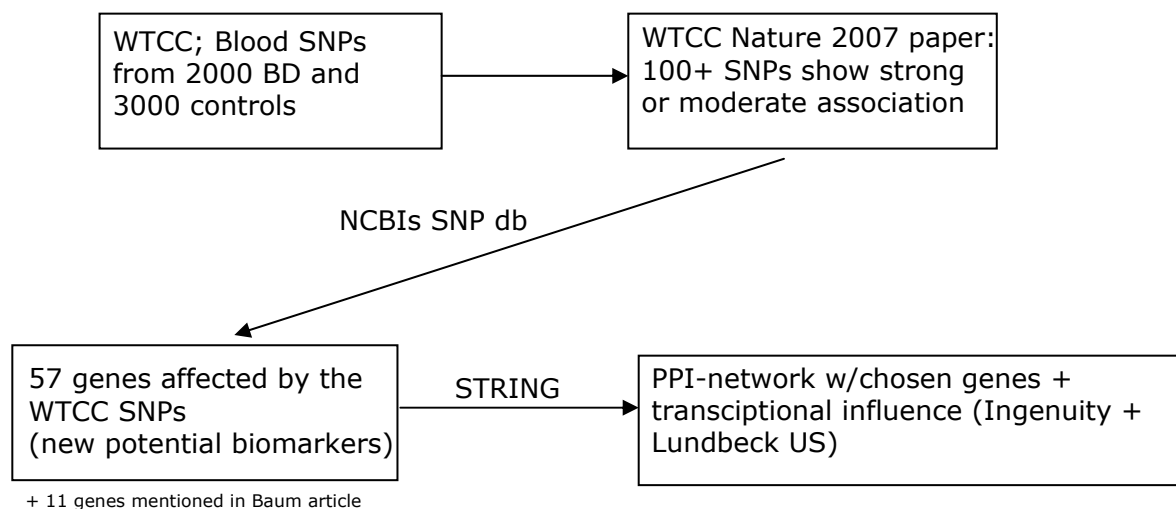 WTCC; Blood SNPs
from 2000 BD and
3000 controls
WTCC Nature 2007 paper:
100+ SNPs show strong
or moderate association
NCBIs SNP db
57 genes affected by the
WTCC SNPs
(new potential biomarkers)
+ 11 genes mentioned in Baum article
STRING
PPI-network w/chosen genes +
transciptional influence (Ingenuity +
Lundbeck US)